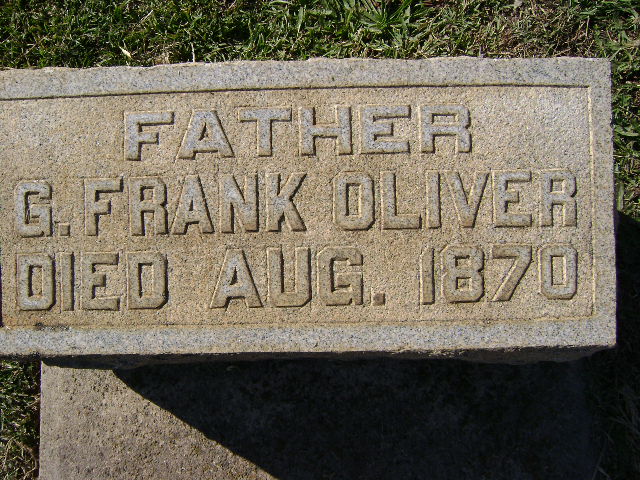 FATHER
G. FRANK OLIVER
DIED AUG. 1870